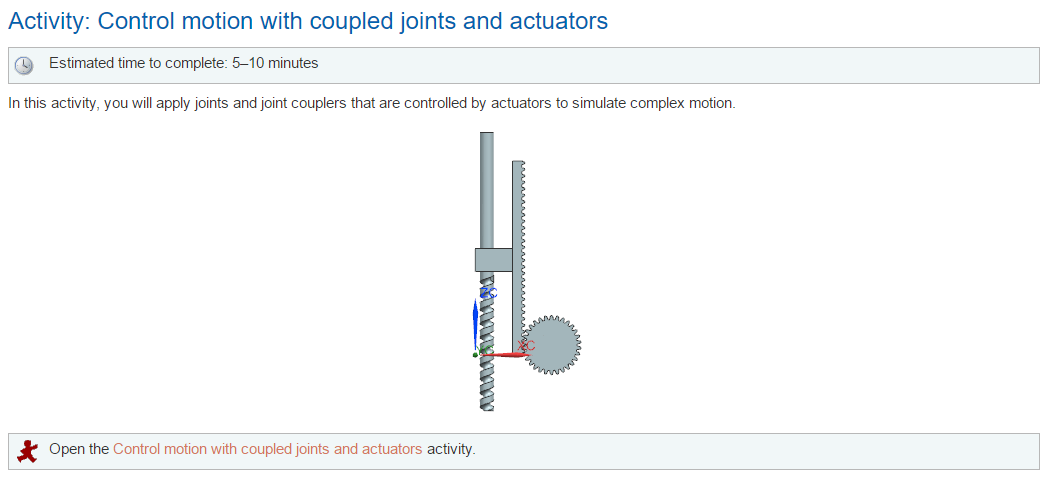 Activity: Control motion with coupled joints and actuators
Estimated time to complete: 5–10 minutes
In this activity, you will apply joints and joint couplers that are controlled by actuators to simulate complex motion.
ZC
XC
Open the Control motion with coupled joints and actuators activity.